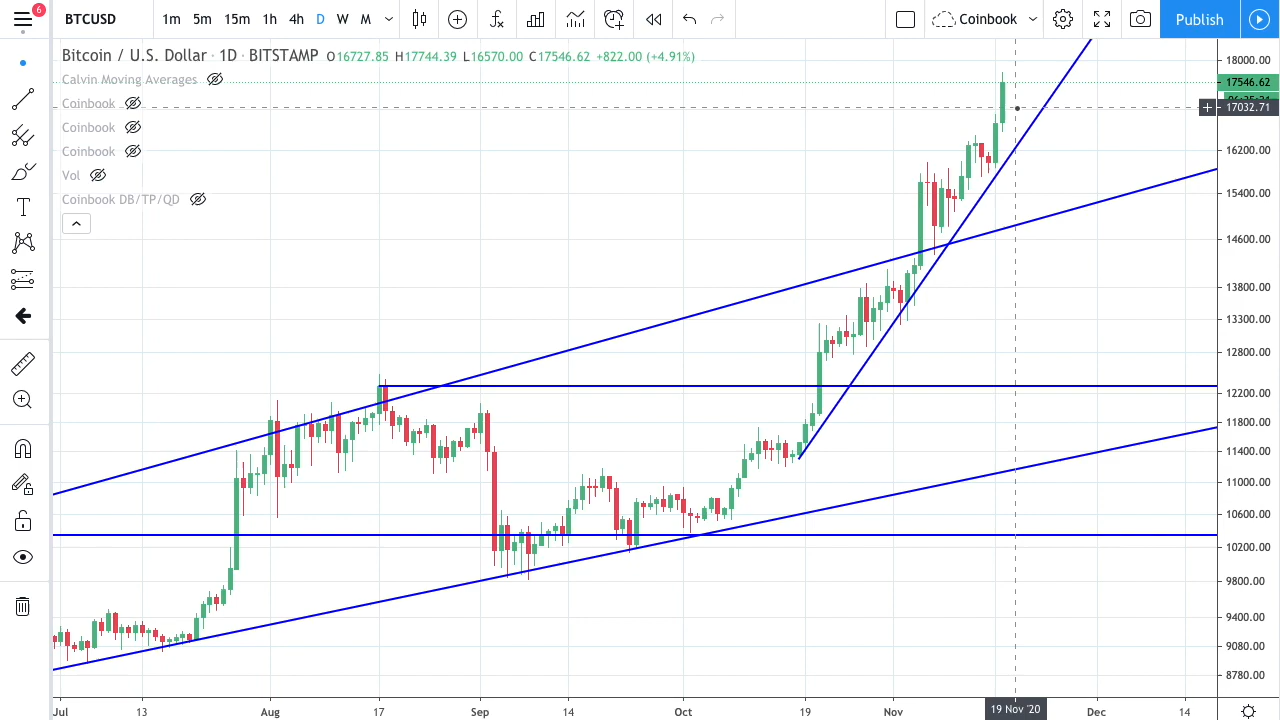 6
BTCUSD 1m 5m 15m 1h 4h D W M Coinbook Publish
Bitcoin / U.S. Dollar · 1D · BITSTAMP O16727.85 H17744.39 L16570.00 C17546.62 +822.00 (+4.91%)
Calvin Moving Averages
Coinbook
Coinbook
Coinbook
Vol
Coinbook DB/TP/QD
18000.00
17546.62
17032.71
16200.00
15400.00
14600.00
13800.00
13300.00
12800.00
12200.00
11800.00
11400.00
11000.00
10600.00
10200.00
9800.00
9400.00
9080.00
8780.00
Jul 13 Aug 17 Sep 14 Oct 19 Nov 19 Nov '20 Dec 14